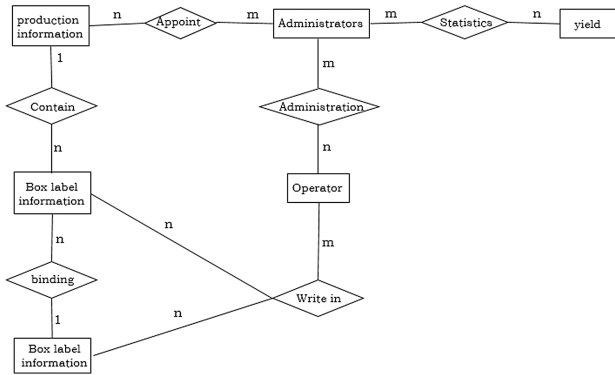 production
information
n
Appoint
m
Administrators
m
Statistics
n
yield
1
m
Contain
Administration
n
n
Box label
information
Operator
n
n
m
binding
Write in
1
n
Box label
information